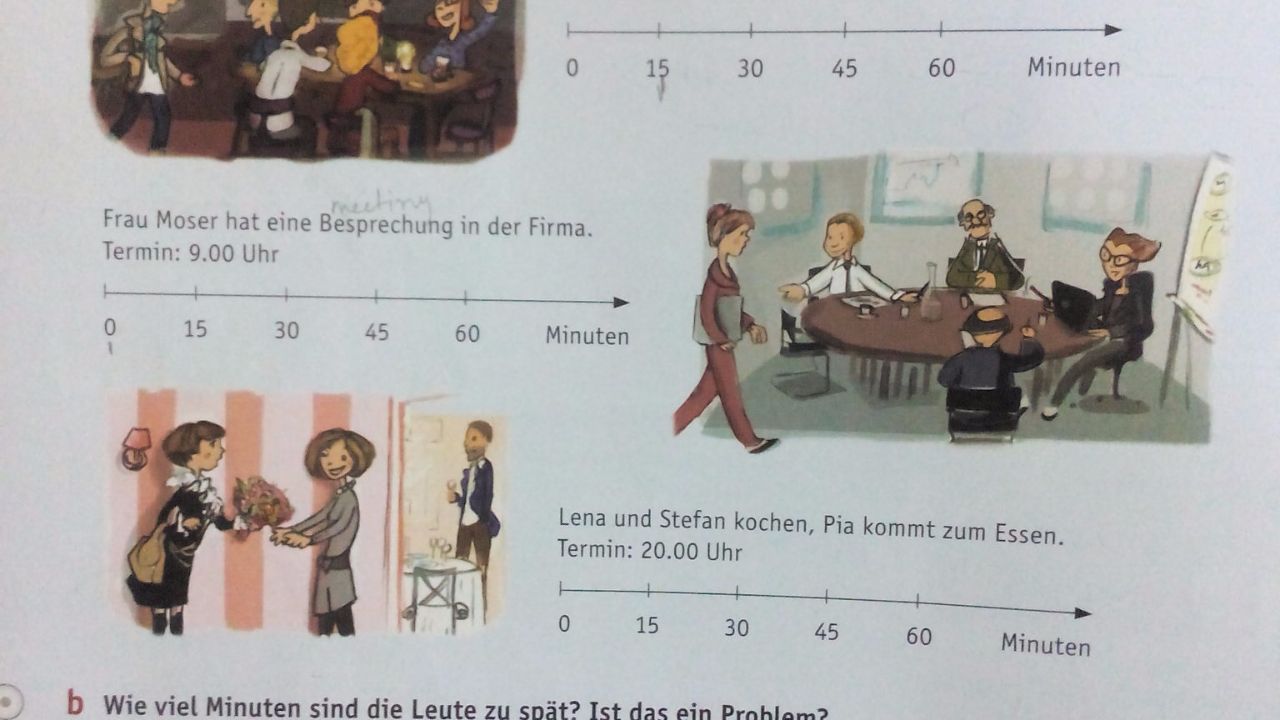 0 15 30 45 60 Minuten
meeting
Frau Moser hat eine Besprechung in der Firma.
Termin: 9.00 Uhr
0 15 30 45 60 Minuten
Lena und Stefan kochen, Pia kommt zum Essen.
Termin: 20.00 Uhr
0 15 30 45 60 Minuten
b Wie viel Minuten sind die Leute zu spät? Ist das ein Problem?